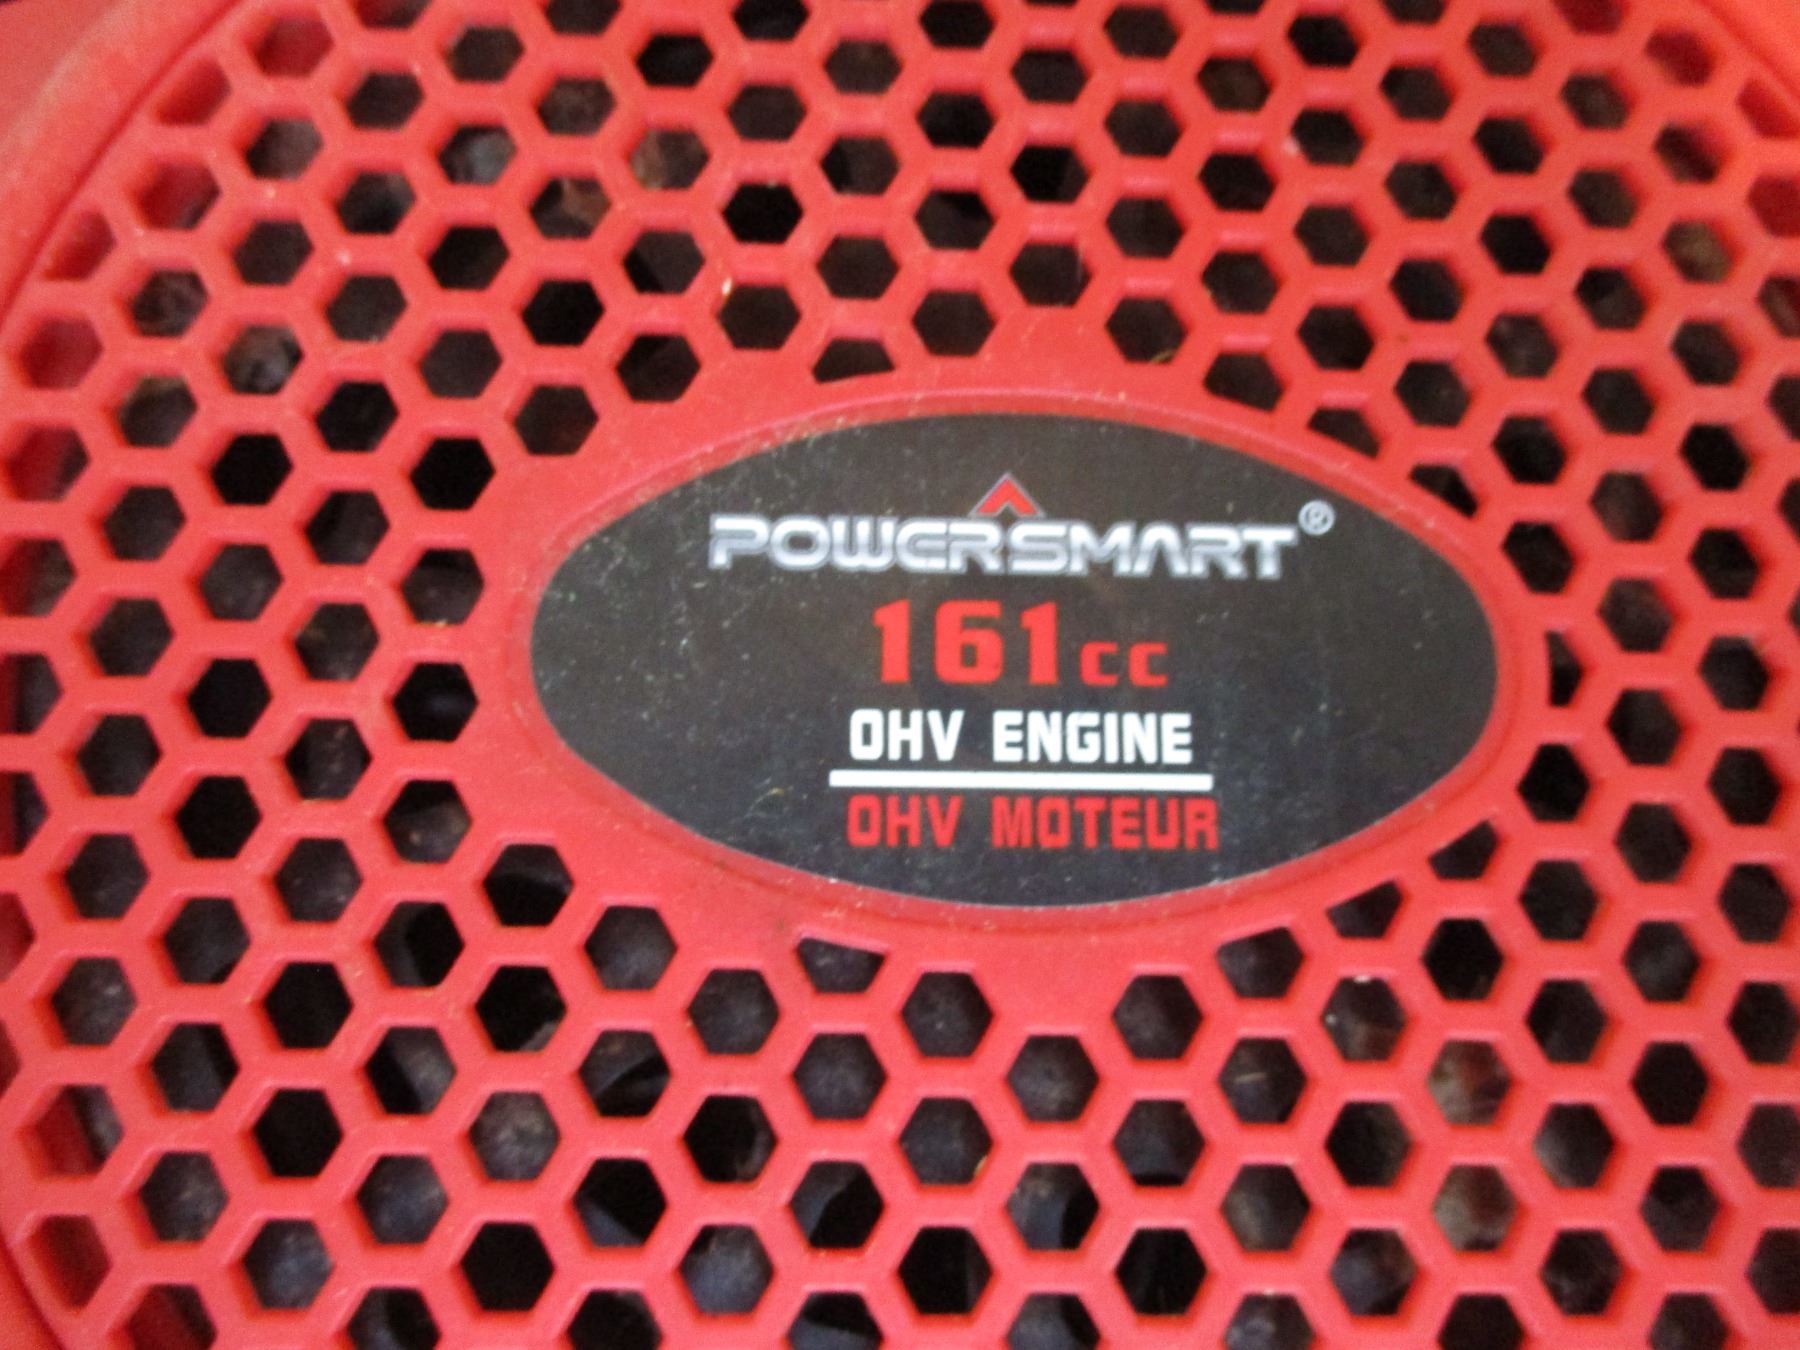 POWERSMART®
161cc
OHV ENGINE
OHV MOTEUR